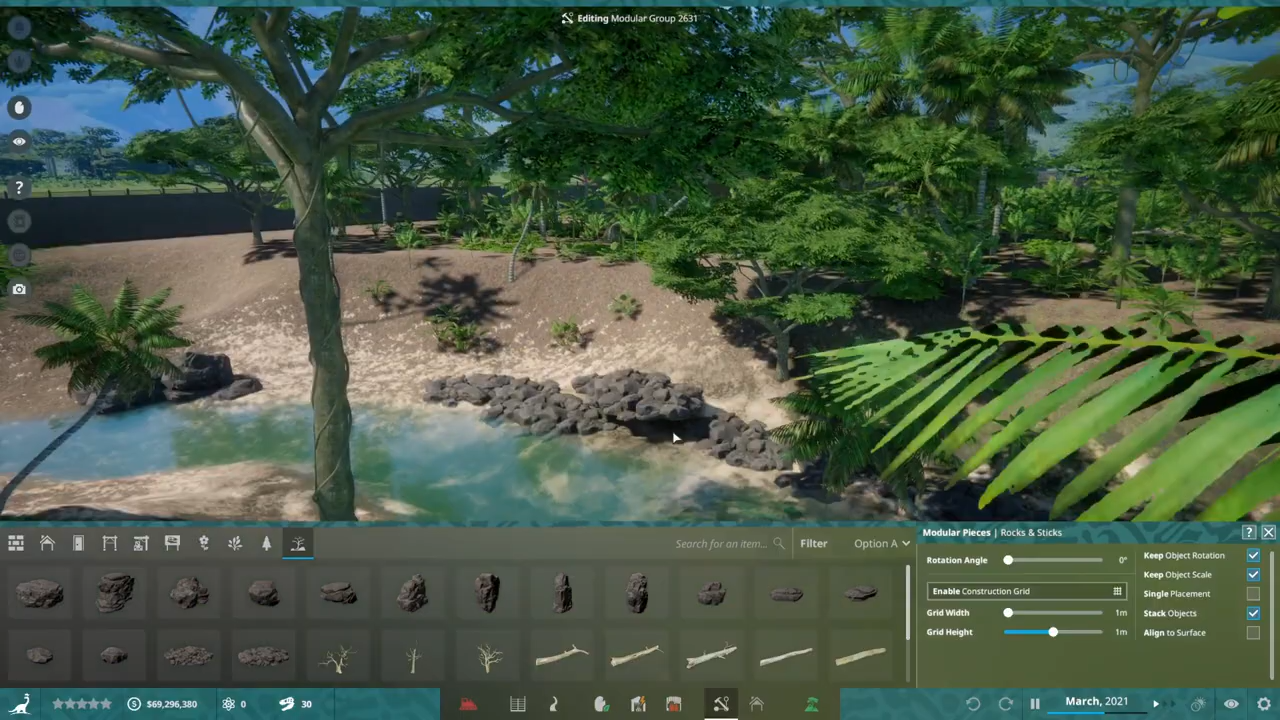 Editing Modular Group 2631
Search for an item...
Filter
Option A
Modular Pieces | Rocks & Sticks
?
Rotation Angle 0°
Enable Construction Grid
Grid Width 1m
Grid Height 1m
Keep Object Rotation
Keep Object Scale
Single Placement
Stack Objects
Align to Surface
?
$69,296,380
0
30
March, 2021